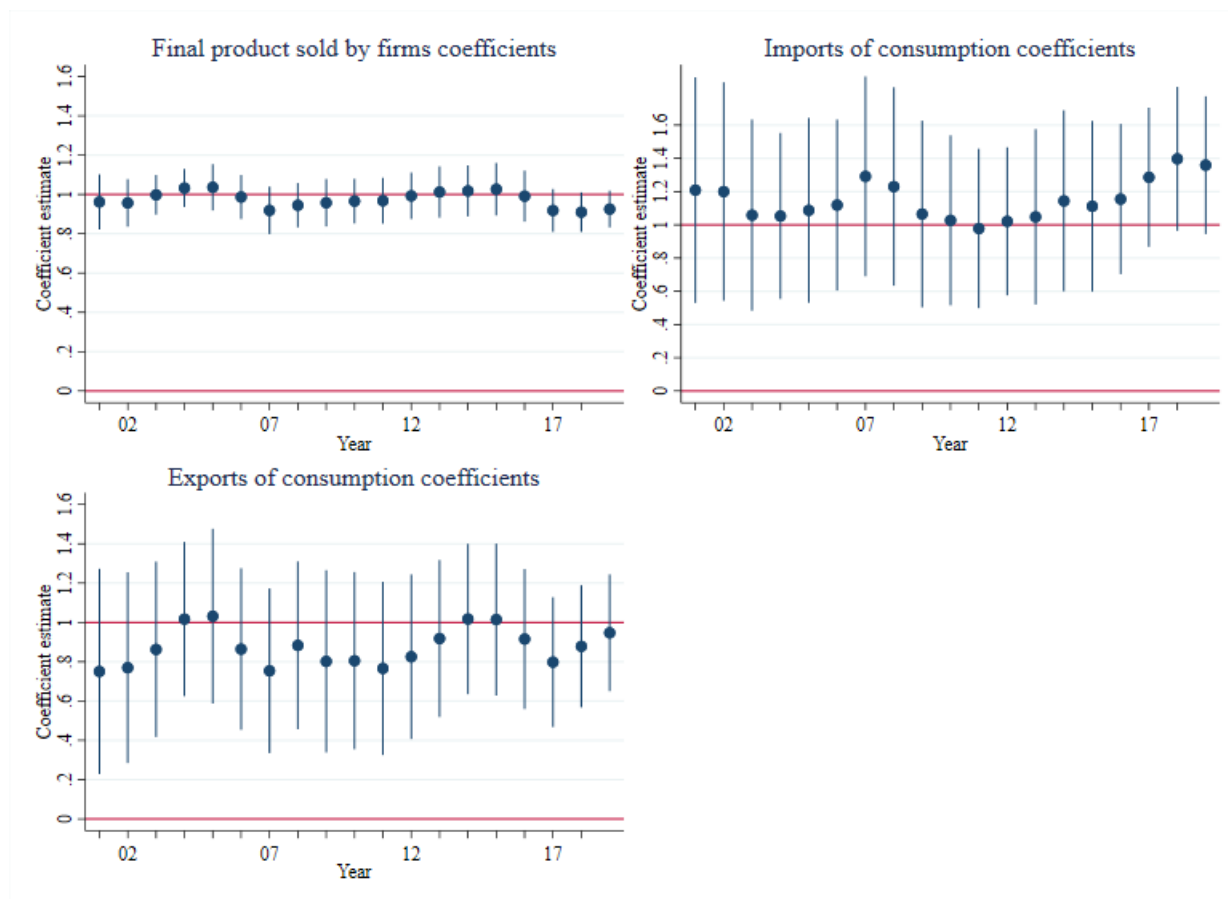 Final product sold by firms coefficients
Coefficient estimate
1.6
1.4
1.2
1
.8
.6
.4
.2
0
02 07 12 17
Year
Imports of consumption coefficients
Coefficient estimate
1.6
1.4
1.2
1
.8
.6
.4
.2
0
02 07 12 17
Year
Exports of consumption coefficients
Coefficient estimate
1.6
1.4
1.2
1
.8
.6
.4
.2
0
02 07 12 17
Year